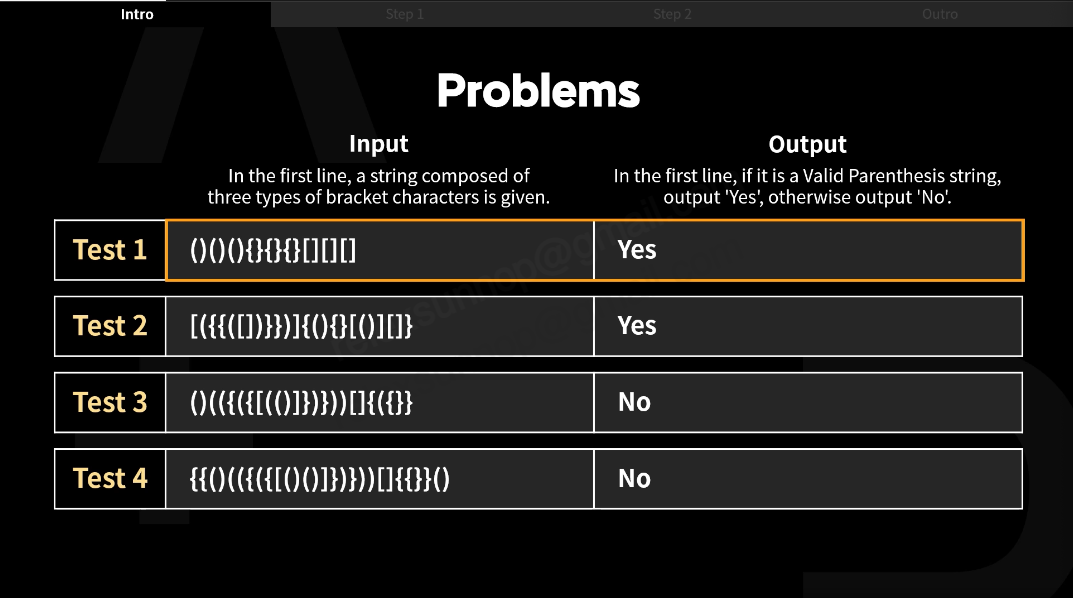 Intro
Step 1
Step 2
Outro
Problems
Input
Output
In the first line, a string composed of
three types of bracket characters is given.
In the first line, if it is a Valid Parenthesis string,
output 'Yes', otherwise output 'No'.
Test 1
()()(){}{}{}[][][]
Yes
Test 2
[({{([])}})]{(){}[()][]}
Yes
Test 3
()(({({[(()]})}))[]{({}}
No
Test 4
{{()(({({[()()]})}))[]{{}}()
No